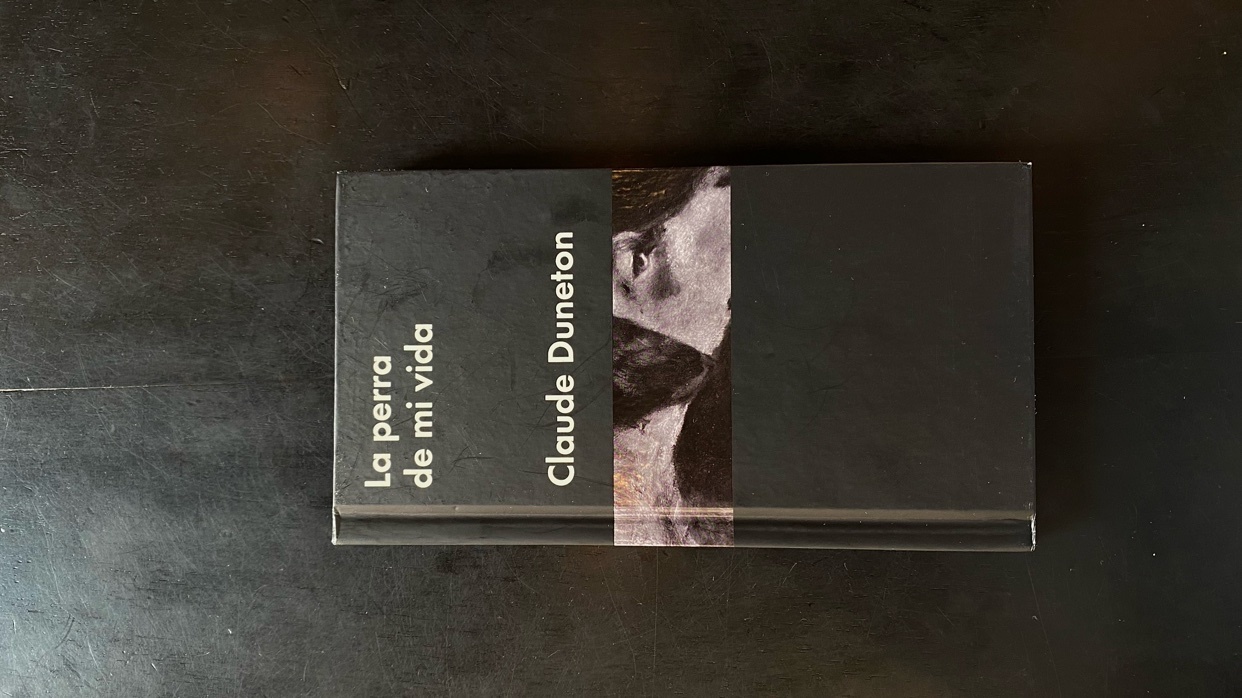 La perra
de mi vida
Claude Duneton